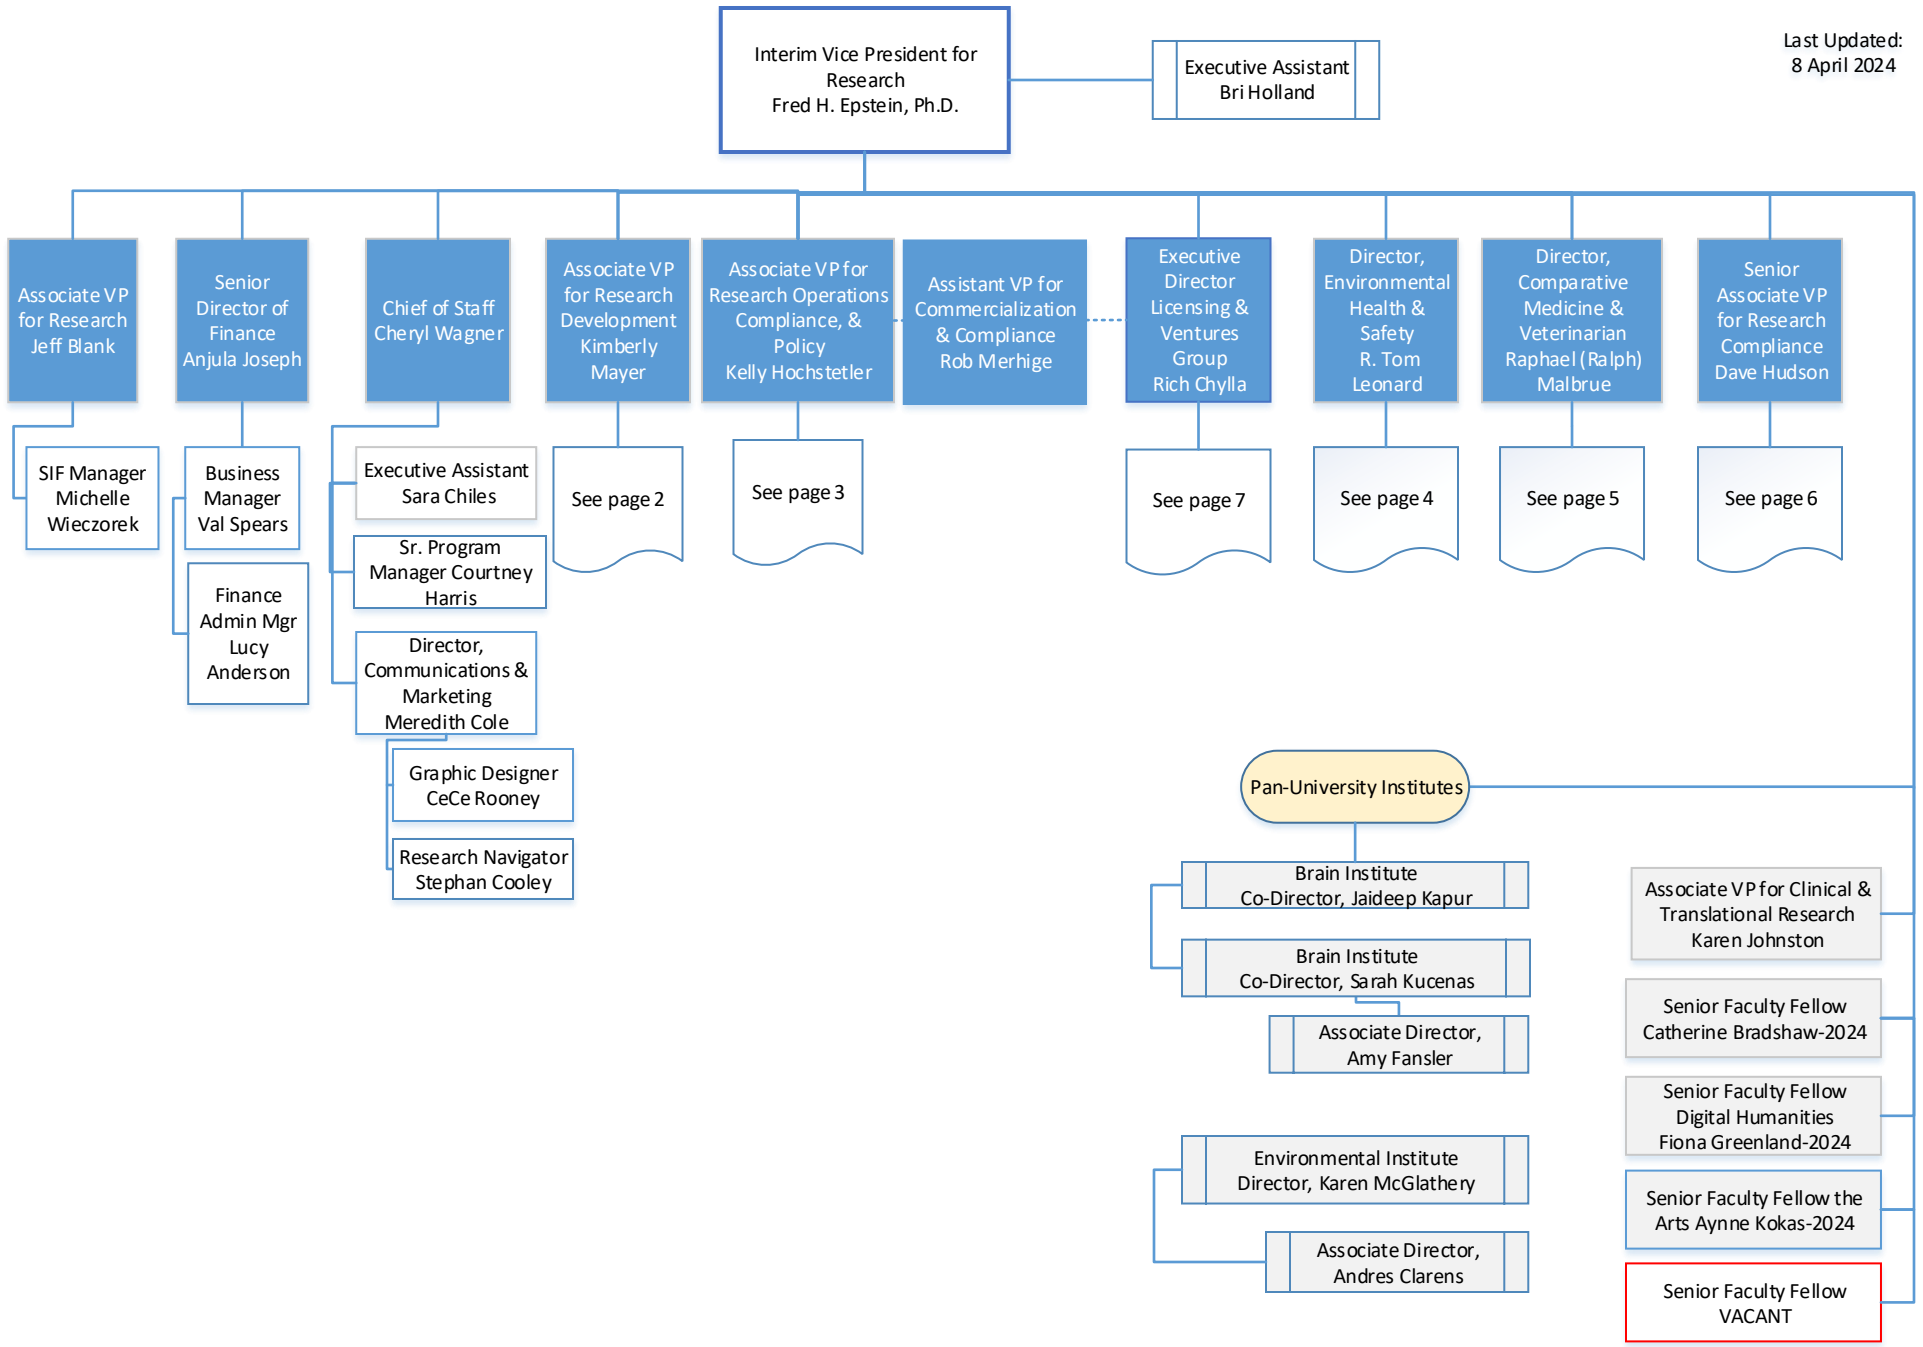 Interim Vice President for
Research
Fred H. Epstein, Ph.D.
Executive Assistant
Bri Holland
Last Updated:
8 April 2024
Associate VP
for Research
Jeff Blank
Senior
Director of
Finance
Anjula Joseph
Chief of Staff
Cheryl Wagner
Associate VP
for Research
Development
Kimberly
Mayer
Associate VP for
Research Operations
Compliance, &
Policy
Kelly Hochstetler
Assistant VP for
Commercialization
& Compliance
Rob Merhige
Executive
Director
Licensing &
Ventures
Group
Rich Chylla
Director,
Environmental
Health &
Safety
R. Tom
Leonard
Director,
Comparative
Medicine &
Veterinarian
Raphael (Ralph)
Malbrue
Senior
Associate VP
for Research
Compliance
Dave Hudson
SIF Manager
Michelle
Wieczorek
Business
Manager
Val Spears
Finance
Admin Mgr
Lucy
Anderson
Executive Assistant
Sara Chiles
Sr. Program
Manager Courtney
Harris
Director,
Communications &
Marketing
Meredith Cole
Graphic Designer
CeCe Rooney
Research Navigator
Stephan Cooley
See page 2
See page 3
See page 7
See page 4
See page 5
See page 6
Pan-University Institutes
Brain Institute
Co-Director, Jaideep Kapur
Brain Institute
Co-Director, Sarah Kucenas
Associate Director,
Amy Fansler
Environmental Institute
Director, Karen McGlathery
Associate Director,
Andres Clarens
Associate VP for Clinical &
Translational Research
Karen Johnston
Senior Faculty Fellow
Catherine Bradshaw-2024
Senior Faculty Fellow
Digital Humanities
Fiona Greenland-2024
Senior Faculty Fellow the
Arts Aynne Kokas-2024
Senior Faculty Fellow
VACANT